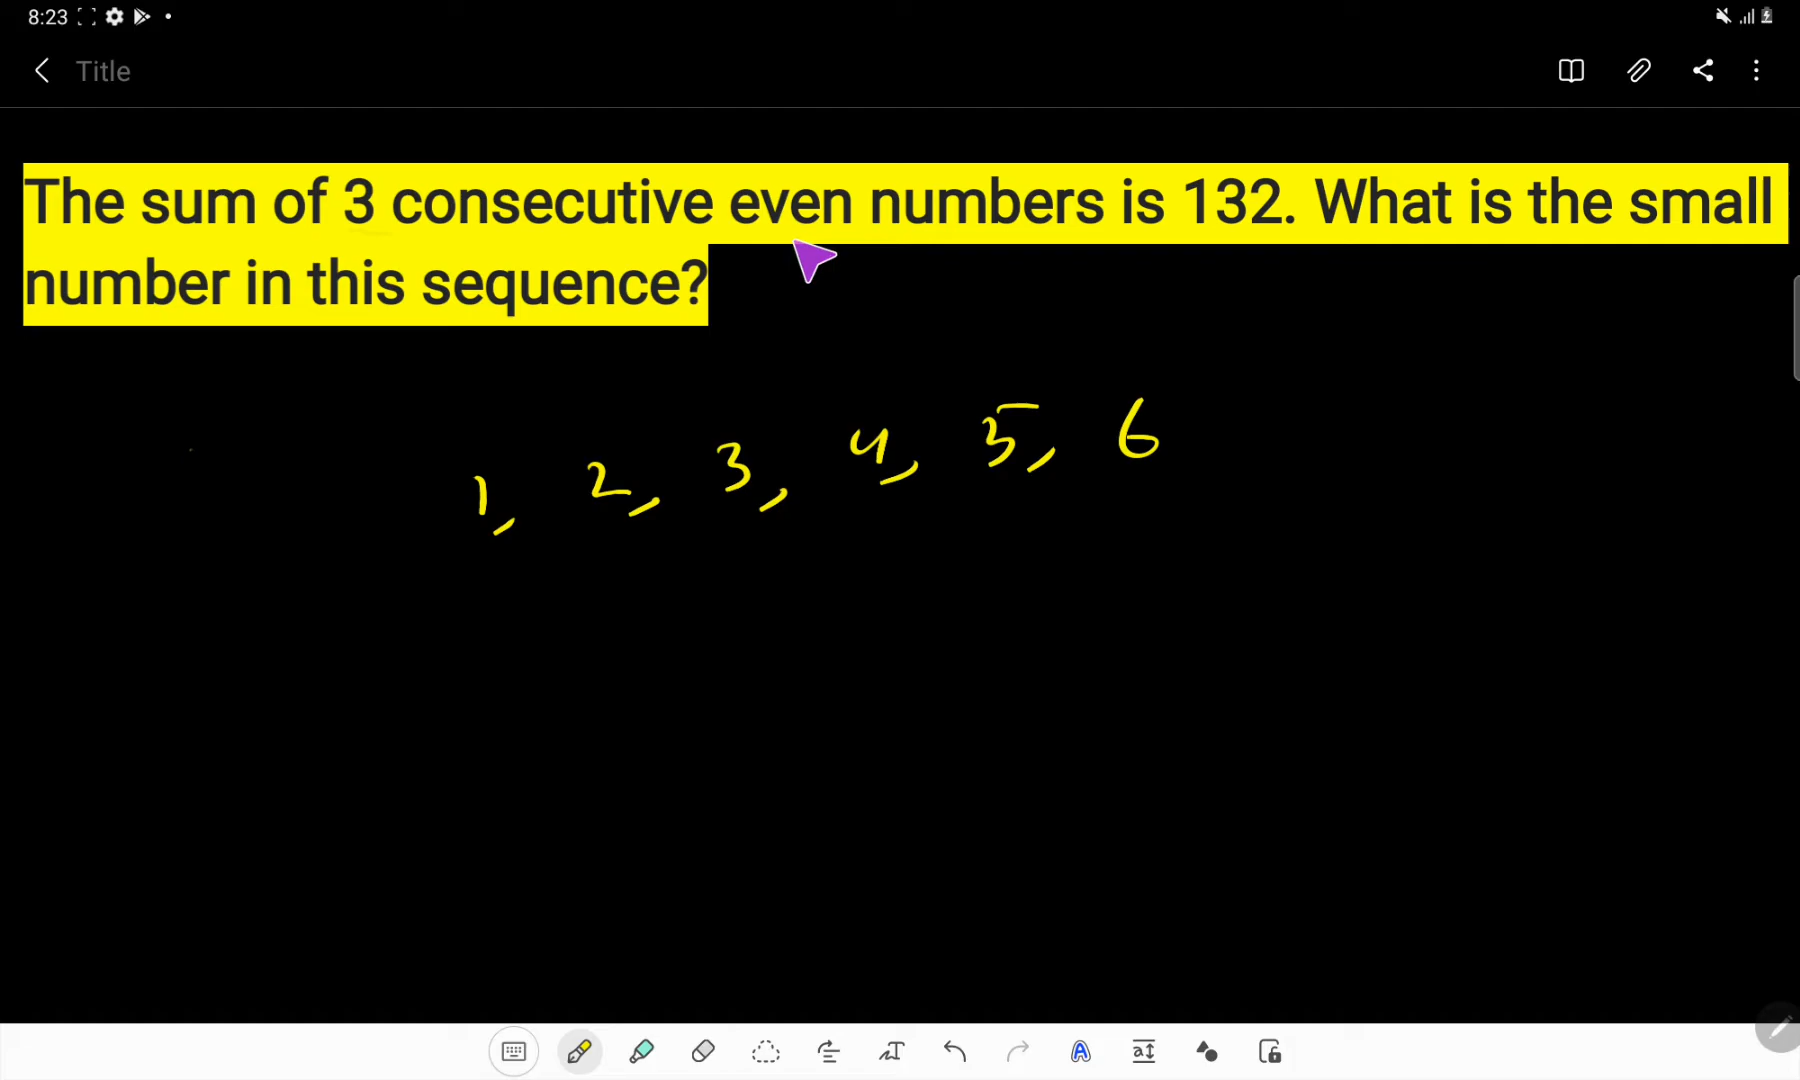 8:23
Title
The sum of 3 consecutive even numbers is 132. What is the small
number in this sequence?
1, 2, 3, 4, 5, 6